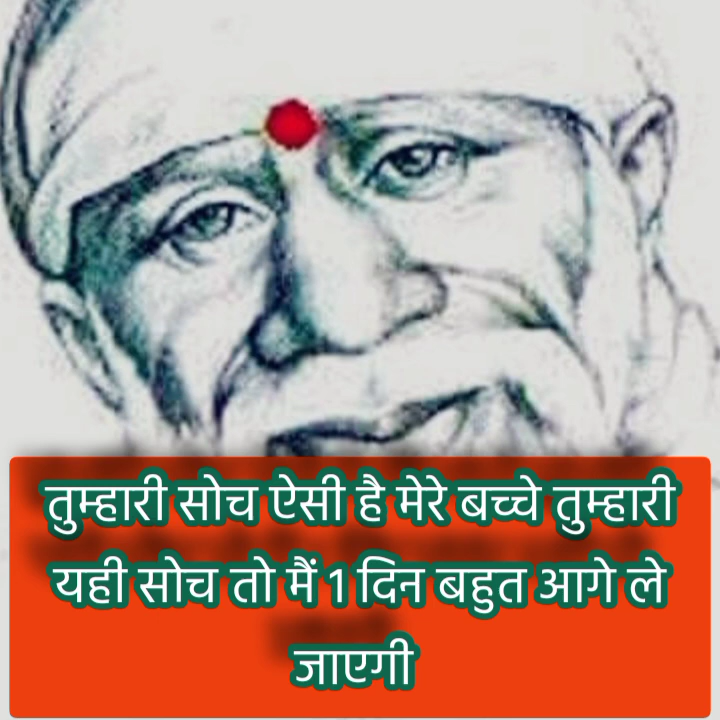 तुम्हारी सोच ऐसी है मेरे बच्चे तुम्हारी
यही सोच तो मैं 1 दिन बहुत आगे ले
जाएगी